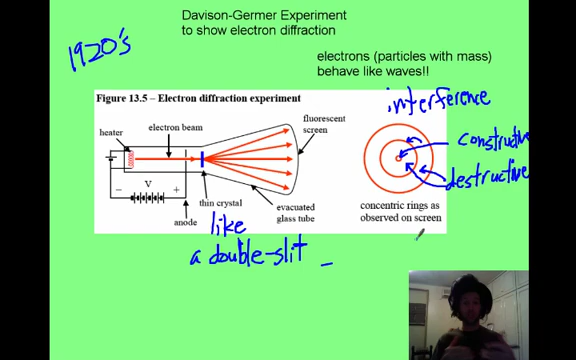 Davison-Germer Experiment
to show electron diffraction
1920's
electrons (particles with mass)
behave like waves!!
Figure 13.5 – Electron diffraction experiment
interference
heater
electron beam
fluorescent
screen
constructive
destructive
V
− +
anode
thin crystal
evacuated
glass tube
concentric rings as
observed on screen
like
a double-slit